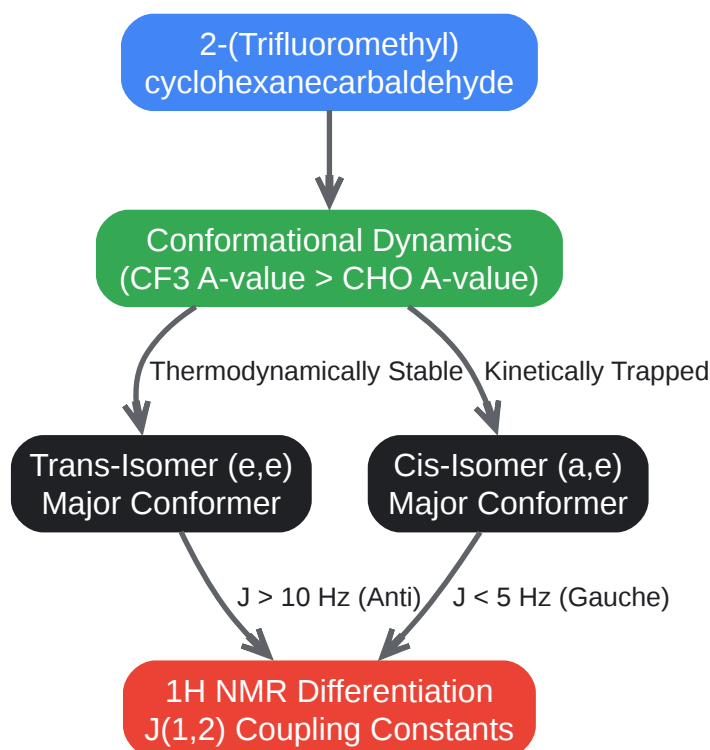 2-(Trifluoromethyl)
cyclohexanecarbaldehyde
Conformational Dynamics
(CF3 A-value > CHO A-value)
Thermodynamically Stable
Kinetically Trapped
Trans-Isomer (e,e)
Major Conformer
Cis-Isomer (a,e)
Major Conformer
J > 10 Hz (Anti)
J < 5 Hz (Gauche)
1H NMR Differentiation
J(1,2) Coupling Constants